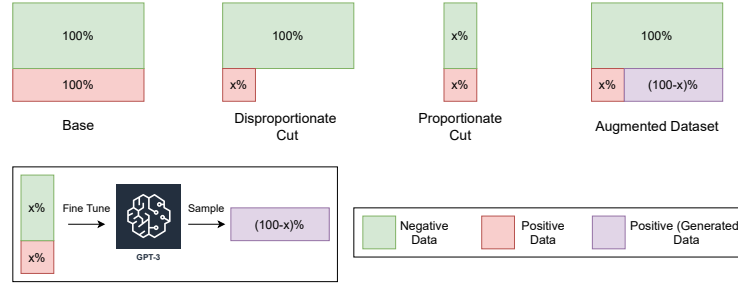 100%
100%
Base
100%
x%
Disproportionate
Cut
x%
x%
Proportionate
Cut
100%
x%
(100-x)%
Augmented Dataset
x%
x%
Fine Tune
GPT-3
Sample
(100-x)%
Negative
Data
Positive
Data
Positive (Generated)
Data